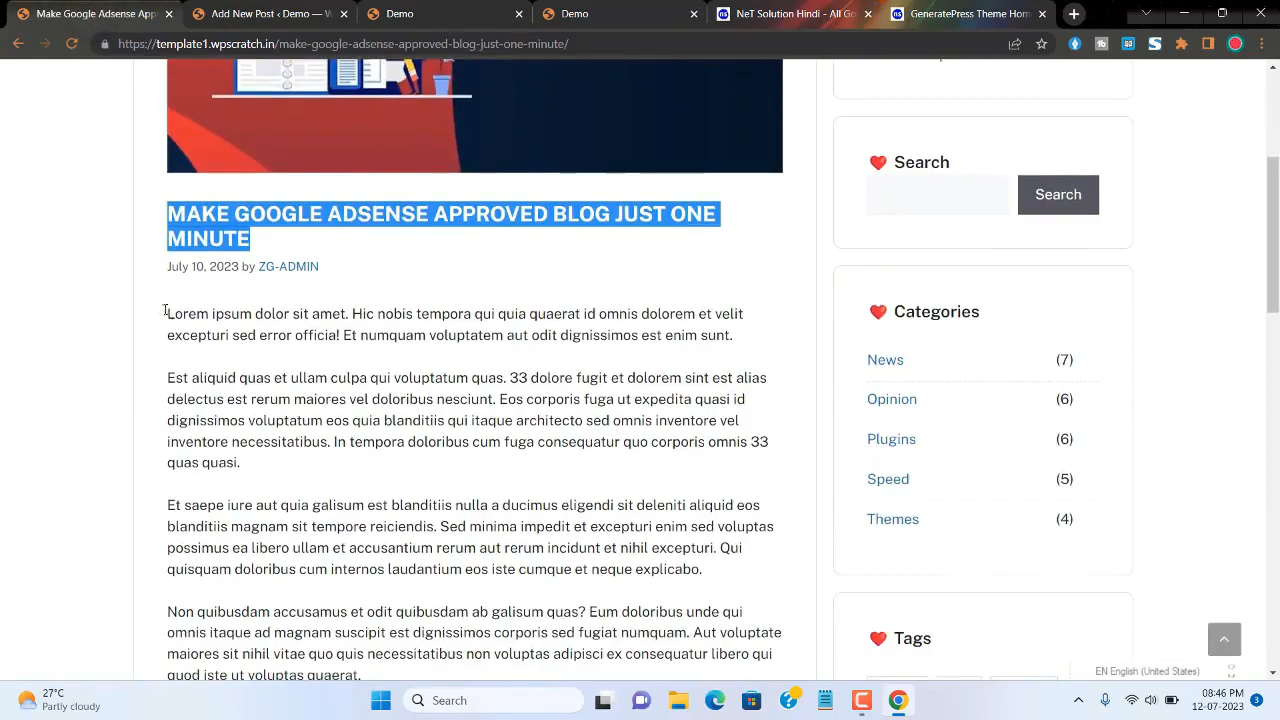 Make Google Adsense Appro
Add New Post ‹ Demo — W
Demo
Demo
NeT Solution Hindi - All Go
GeneratePress Theme Hom
https://template1.wpscratch.in/make-google-adsense-approved-blog-just-one-minute/
Search
Search
MAKE GOOGLE ADSENSE APPROVED BLOG JUST ONE
MINUTE
July 10, 2023 by ZG-ADMIN
Lorem ipsum dolor sit amet. Hic nobis tempora qui quia quaerat id omnis dolorem et velit
excepturi sed error officia! Et numquam voluptatem aut odit dignissimos est enim sunt.
Est aliquid quas et ullam culpa qui voluptatum quas. 33 dolore fugit et dolorem sint est alias
delectus est rerum maiores vel doloribus nesciunt. Eos corporis fuga ut expedita quasi id
dignissimos voluptatum eos quia blanditiis qui itaque architecto sed omnis inventore vel
inventore necessitatibus. In tempora doloribus cum fuga consequatur quo corporis omnis 33
quas quasi.
Et saepe iure aut quia galisum est blanditiis nulla a ducimus eligendi sit deleniti aliquid eos
blanditiis magnam sit tempore reiciendis. Sed minima impedit et excepturi enim sed voluptas
possimus ea libero ullam et accusantium rerum aut rerum incidunt et nihil excepturi. Qui
quisquam doloribus cum internos laudantium eos iste cumque et neque explicabo.
Non quibusdam accusamus et odit quibusdam ab galisum quas? Eum doloribus unde qui
omnis itaque ad magnam suscipit est dignissimos corporis sed fugiat numquam. Aut voluptate
maiores sit nihil vitae quo quis necessitatibus non voluptas adipisci ex consequatur libero qui
quod iste ut voluptas quaerat.
Categories
News (7)
Opinion (6)
Plugins (6)
Speed (5)
Themes (4)
Tags
EN English (United States)
27°C
Partly cloudy
Search
08:46 PM
12-07-2023
3